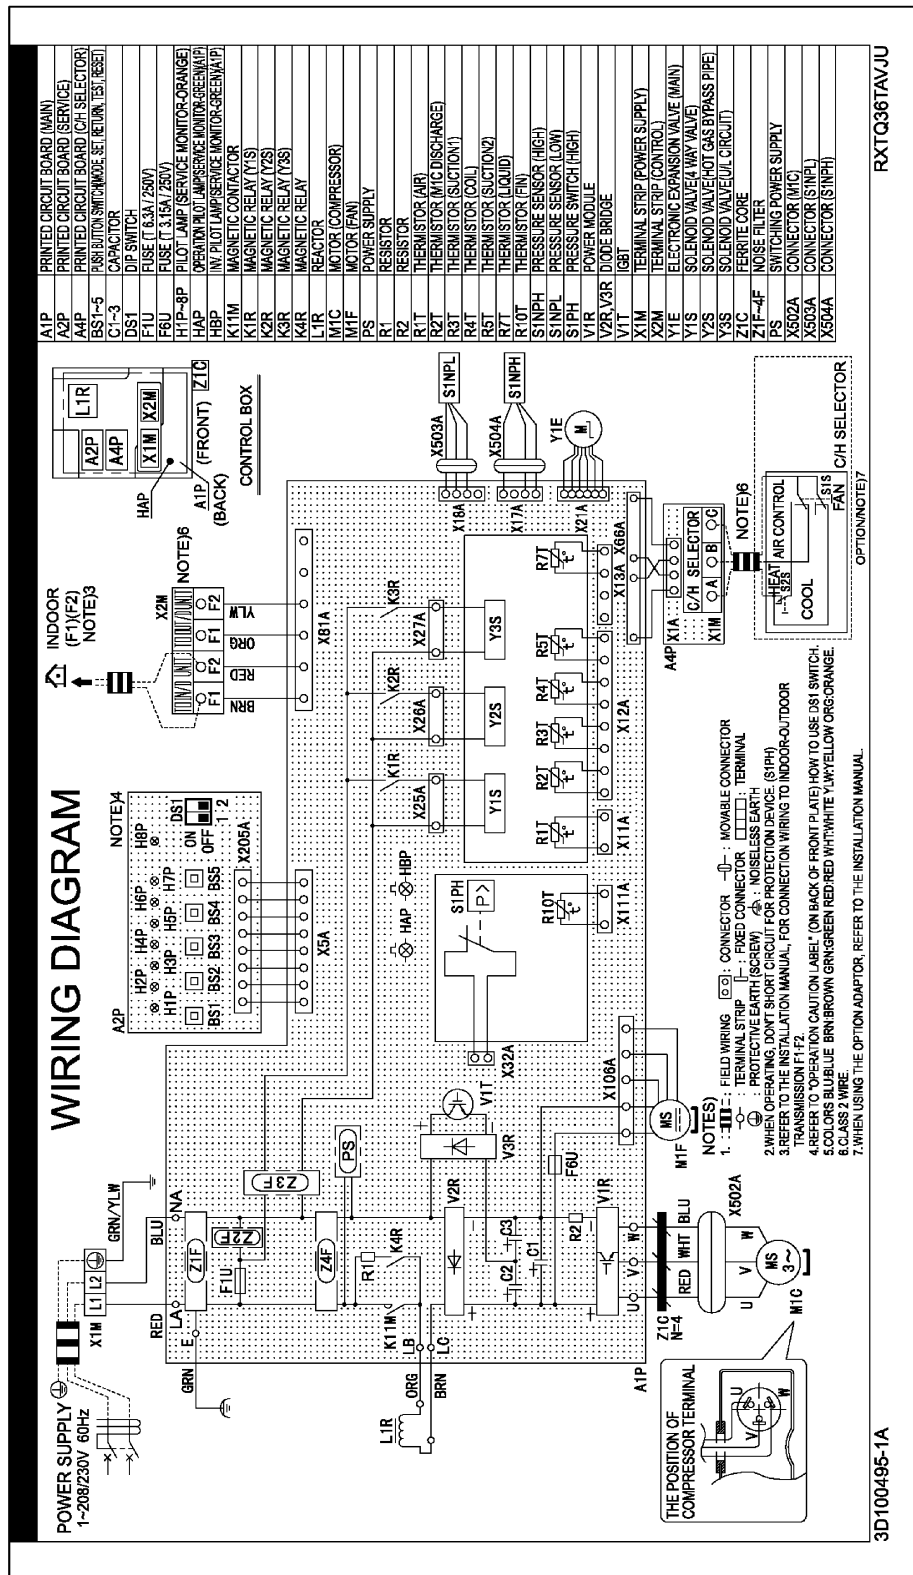 WIRING DIAGRAM
POWER SUPPLY
1~208/230V 60Hz
X1M
L1 L2
GRN/YLW
RED
BLU
LA
NA
E
GRN
Z1F
F1U
Z2F
Z3F
Z4F
PS
R1
K4R
K11M
LB
LC
ORG
BRN
L1R
V2R
V3R
V1T
C2
C3
C1
F6U
R2
V1R
U
V
W
A1P
Z1C
N=4
RED
WHT
BLU
X502A
U
V
W
MS
3~
M1C
MS
M1F
X106A
THE POSITION OF
COMPRESSOR TERMINAL
U
V
W
A2P
NOTE)4
H1P H2P H3P H4P H5P H6P H7P H8P
DS1
ON
OFF
1 2
BS1 BS2 BS3 BS4 BS5
X205A
X5A
HAP
HBP
S1PH
P>
X32A
R10T
t°
X111A
K1R
K2R
K3R
X25A
X26A
X27A
Y1S
Y2S
Y3S
R1T
R2T
R3T
R4T
R5T
R7T
t° t° t° t° t° t°
X11A
X12A
X13A
X66A
INDOOR
(F1)(F2)
NOTE)3
X2M
NOTE)6
IN/D UNIT
TOOUT/DUNIT
F1 F2 F1 F2
BRN
RED
ORG
YLW
X81A
L1R
A2P
A4P
X1M
X2M
Z1C
HAP
A1P
(BACK)
(FRONT)
CONTROL BOX
X503A
S1NPL
X18A
X504A
S1NPH
X17A
Y1E
M
X21A
A4P
X1A
C/H SELECTOR
A B C
X1M
NOTE)6
HEAT
S2S
COOL
AIR CONTROL
S1S
FAN
C/H SELECTOR
OPTION/NOTE)7
NOTES)
1. : FIELD WIRING : CONNECTOR : MOVABLE CONNECTOR
: TERMINAL STRIP : FIXED CONNECTOR : TERMINAL
: PROTECTIVE EARTH (SCREW) : NOISELESS EARTH
2.WHEN OPERATING, DON'T SHORT CIRCUIT FOR PROTECTION DEVICE. (S1PH)
3.REFER TO THE INSTALLATION MANUAL, FOR CONNECTION WIRING TO INDOOR-OUTDOOR
TRANSMISSION F1·F2.
4.REFER TO "OPERATION CAUTION LABEL" (ON BACK OF FRONT PLATE) HOW TO USE DS1 SWITCH.
5.COLORS BLU:BLUE BRN:BROWN GRN:GREEN RED:RED WHT:WHITE YLW:YELLOW ORG:ORANGE.
6.CLASS 2 WIRE.
7.WHEN USING THE OPTION ADAPTOR, REFER TO THE INSTALLATION MANUAL.
A1P PRINTED CIRCUIT BOARD (MAIN)
A2P PRINTED CIRCUIT BOARD (SERVICE)
A4P PRINTED CIRCUIT BOARD (C/H SELECTOR)
BS1~5 PUSH BUTTON SWITCH(MODE, SET, RETURN, TEST, RESET)
C1~3 CAPACITOR
DS1 DIP SWITCH
F1U FUSE (T 6.3A / 250V)
F6U FUSE (T 3.15A / 250V)
H1P~8P PILOT LAMP (SERVICE MONITOR-ORANGE)
HAP OPERATION PILOT LAMP(SERVICE MONITOR-GREEN)(A1P)
HBP INV. PILOT LAMP(SERVICE MONITOR-GREEN)(A1P)
K11M MAGNETIC CONTACTOR
K1R MAGNETIC RELAY (Y1S)
K2R MAGNETIC RELAY (Y2S)
K3R MAGNETIC RELAY (Y3S)
K4R MAGNETIC RELAY
L1R REACTOR
M1C MOTOR (COMPRESSOR)
M1F MOTOR (FAN)
PS POWER SUPPLY
R1 RESISTOR
R2 RESISTOR
R1T THERMISTOR (AIR)
R2T THERMISTOR (M1C DISCHARGE)
R3T THERMISTOR (SUCTION1)
R4T THERMISTOR (COIL)
R5T THERMISTOR (SUCTION2)
R7T THERMISTOR (LIQUID)
R10T THERMISTOR (FIN)
S1NPH PRESSURE SENSOR (HIGH)
S1NPL PRESSURE SENSOR (LOW)
S1PH PRESSURE SWITCH (HIGH)
V1R POWER MODULE
V2R,V3R DIODE BRIDGE
V1T IGBT
X1M TERMINAL STRIP (POWER SUPPLY)
X2M TERMINAL STRIP (CONTROL)
Y1E ELECTRONIC EXPANSION VALVE (MAIN)
Y1S SOLENOID VALVE(4 WAY VALVE)
Y2S SOLENOID VALVE(HOT GAS BYPASS PIPE)
Y3S SOLENOID VALVE(U/L CIRCUIT)
Z1C FERRITE CORE
Z1F~4F NOISE FILTER
PS SWITCHING POWER SUPPLY
X502A CONNECTOR (M1C)
X503A CONNECTOR (S1NPL)
X504A CONNECTOR (S1NPH)
3D100495-1A
RXTQ36TAVJU